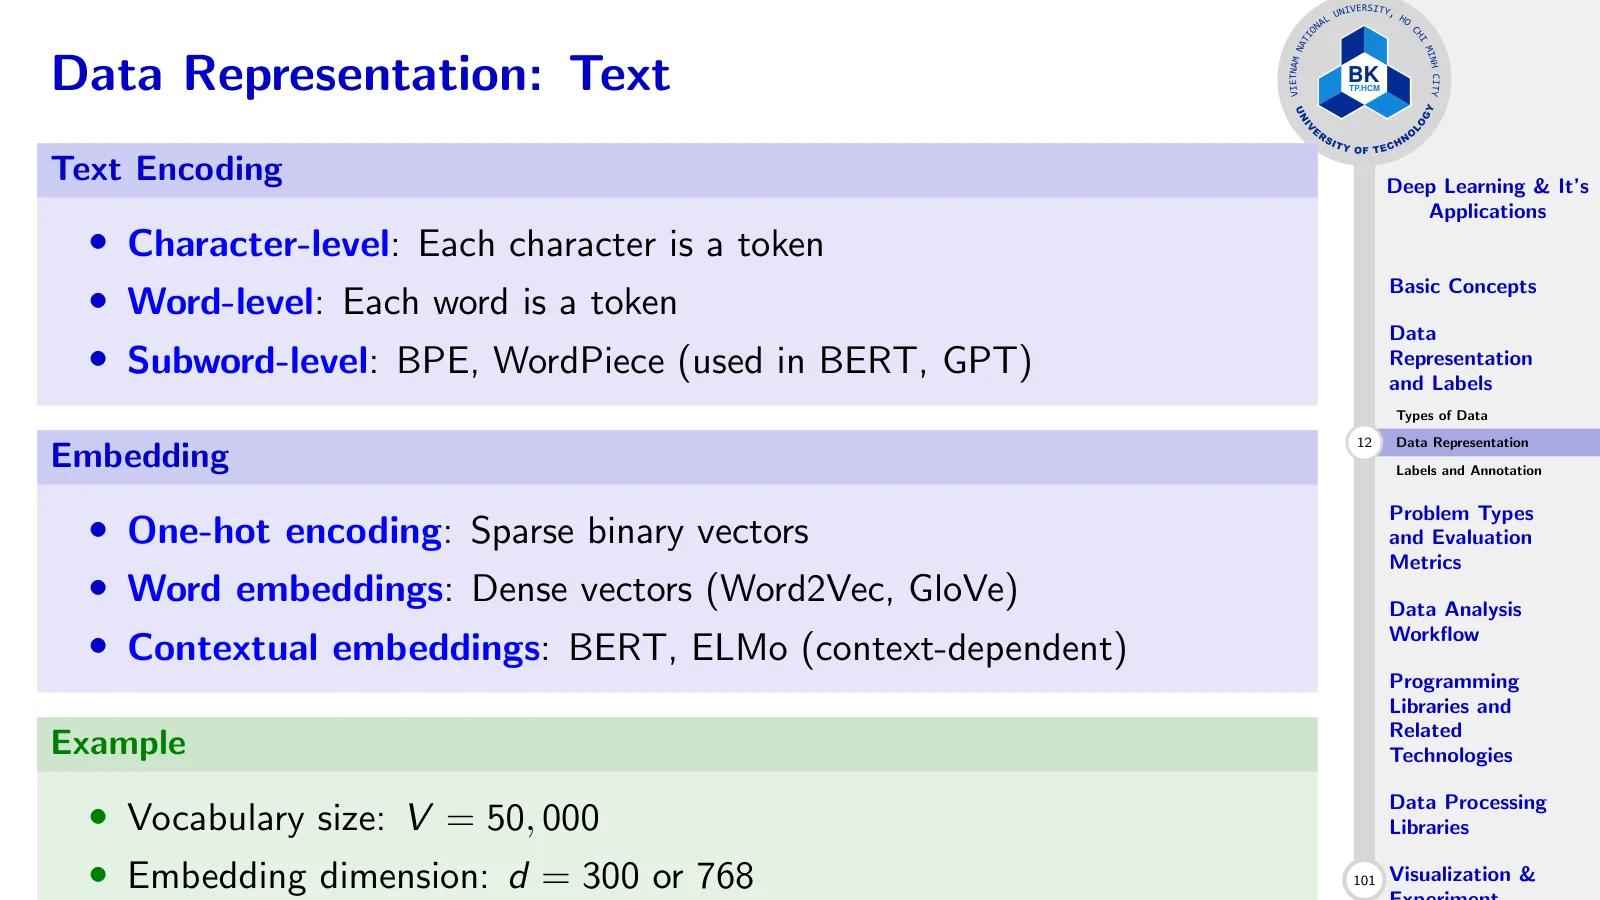 Data Representation: Text
VIETNAM NATIONAL UNIVERSITY, HO CHI MINH CITY
BK
TP.HCM
UNIVERSITY OF TECHNOLOGY
Text Encoding
• Character-level: Each character is a token
• Word-level: Each word is a token
• Subword-level: BPE, WordPiece (used in BERT, GPT)
Embedding
• One-hot encoding: Sparse binary vectors
• Word embeddings: Dense vectors (Word2Vec, GloVe)
• Contextual embeddings: BERT, ELMo (context-dependent)
Example
• Vocabulary size: V = 50,000
• Embedding dimension: d = 300 or 768
Deep Learning & It's
Applications
Basic Concepts
Data
Representation
and Labels
Types of Data
12
Data Representation
Labels and Annotation
Problem Types
and Evaluation
Metrics
Data Analysis
Workflow
Programming
Libraries and
Related
Technologies
Data Processing
Libraries
101
Visualization &
Experiment